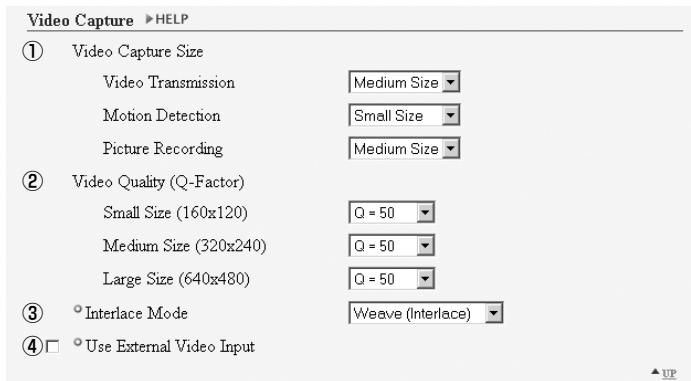 Video Capture ▶HELP
① Video Capture Size
Video Transmission Medium Size
Motion Detection Small Size
Picture Recording Medium Size
② Video Quality (Q-Factor)
Small Size (160x120) Q = 50
Medium Size (320x240) Q = 50
Large Size (640x480) Q = 50
③ Interlace Mode Weave (Interlace)
④ Use External Video Input
▲UP